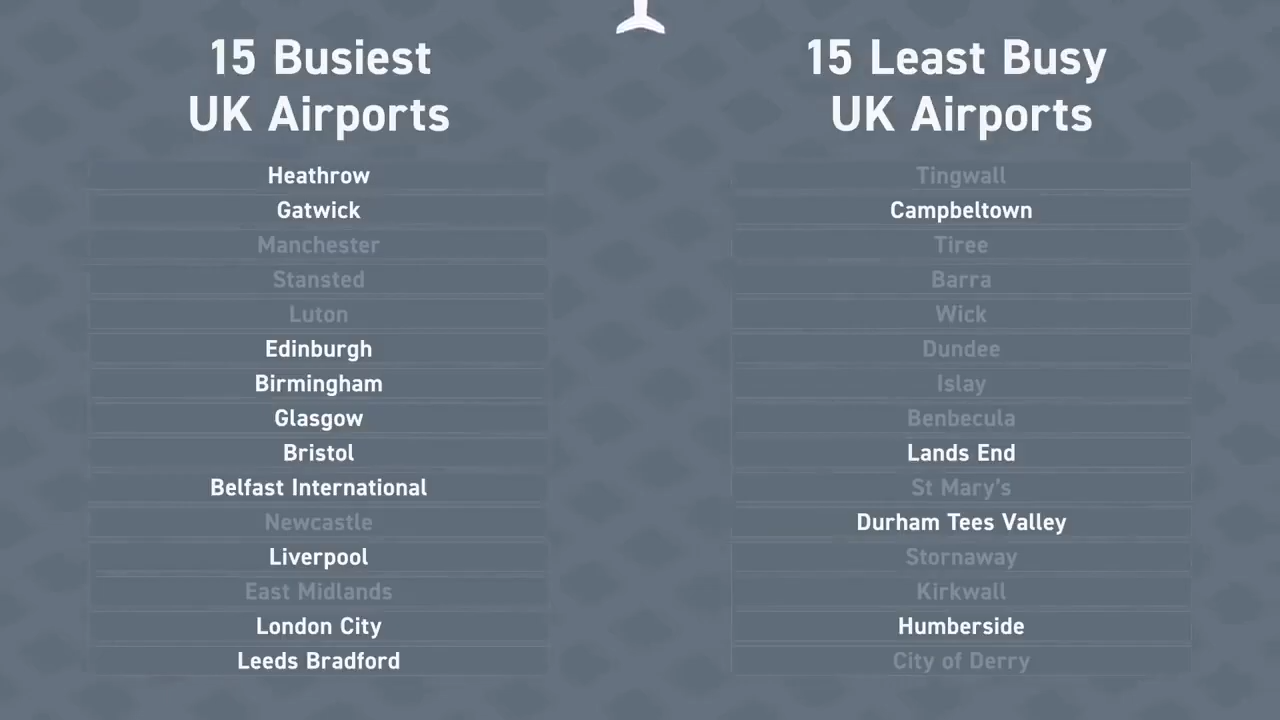 15 Busiest
UK Airports
Heathrow
Gatwick
Manchester
Stansted
Luton
Edinburgh
Birmingham
Glasgow
Bristol
Belfast International
Newcastle
Liverpool
East Midlands
London City
Leeds Bradford
15 Least Busy
UK Airports
Tingwall
Campbeltown
Tiree
Barra
Wick
Dundee
Islay
Benbecula
Lands End
St Mary's
Durham Tees Valley
Stornaway
Kirkwall
Humberside
City of Derry